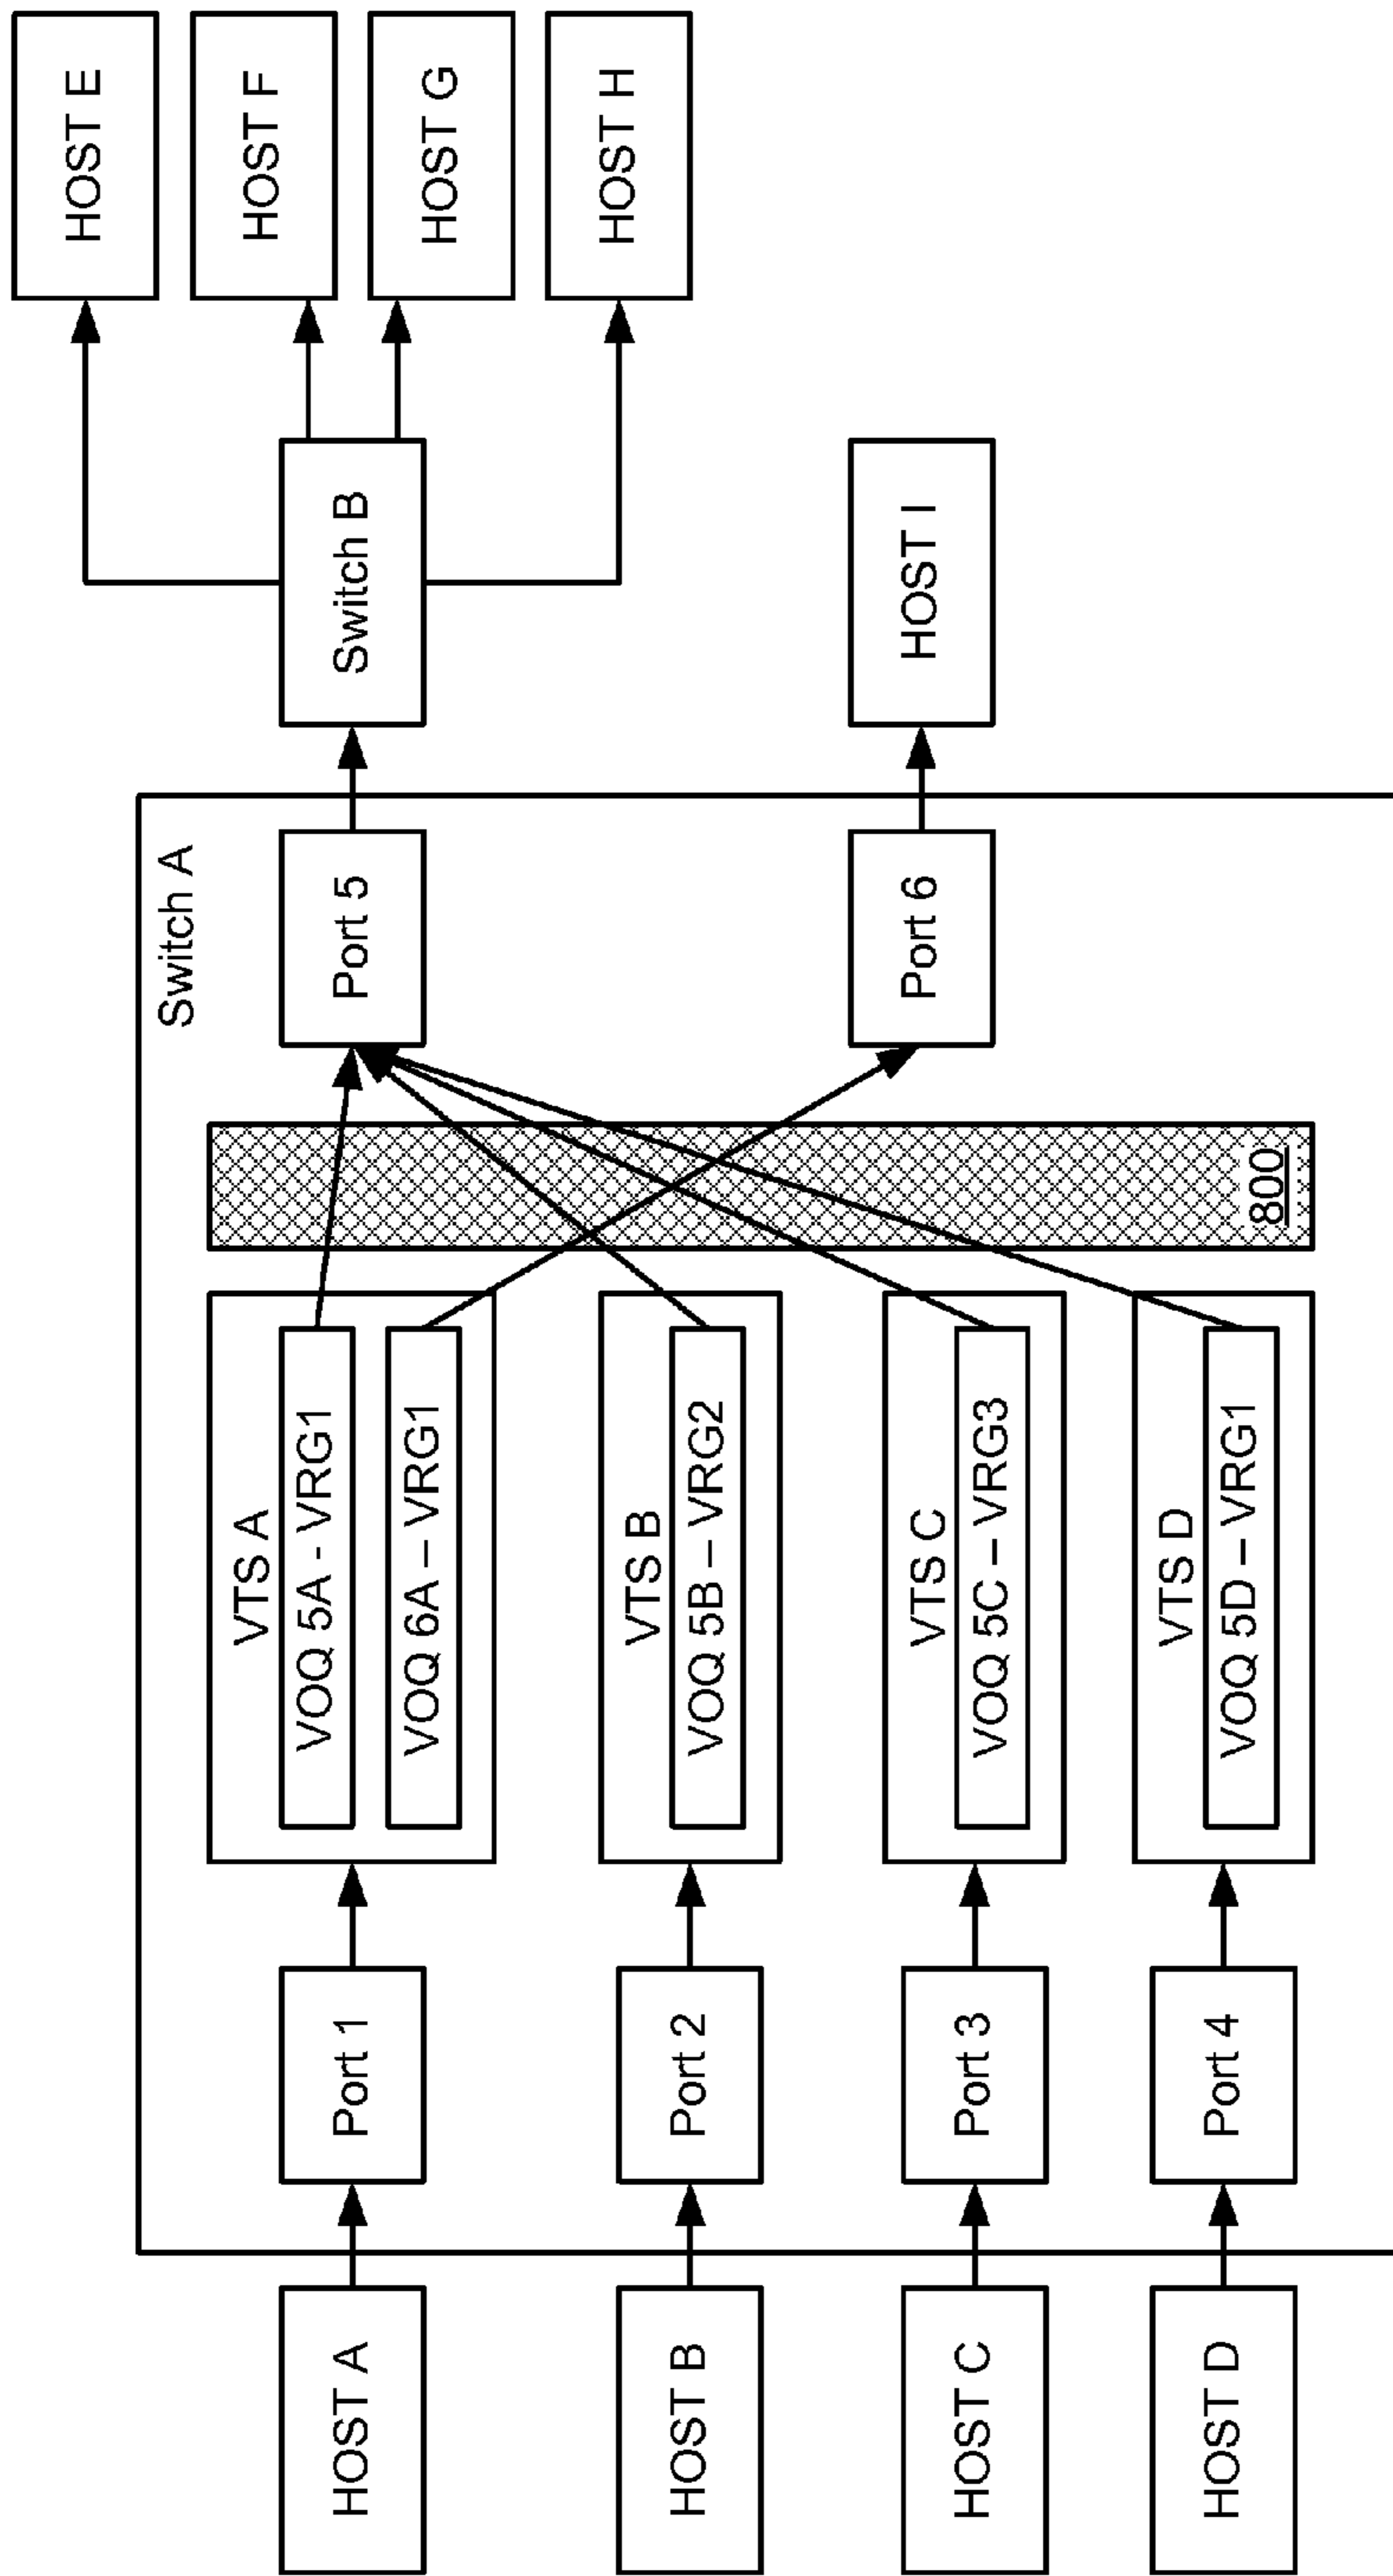 Switch A
HOST A
Port 1
VTS A
VOQ 5A - VRG1
VOQ 6A – VRG1
Port 5
Switch B
HOST E
HOST F
HOST G
HOST H
HOST B
Port 2
VTS B
VOQ 5B – VRG2
HOST C
Port 3
VTS C
VOQ 5C – VRG3
Port 6
HOST I
HOST D
Port 4
VTS D
VOQ 5D – VRG1
800